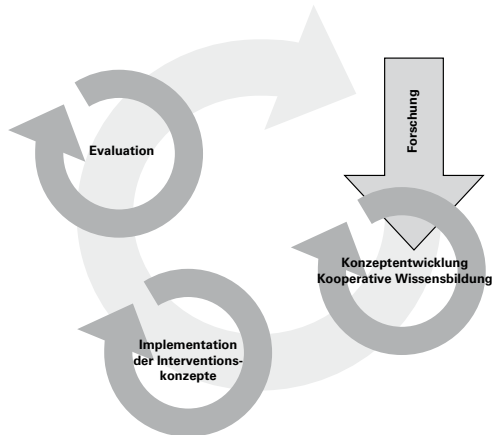 Forschung
Evaluation
Konzeptentwicklung
Kooperative Wissensbildung
Implementation
der Interventions-
konzepte